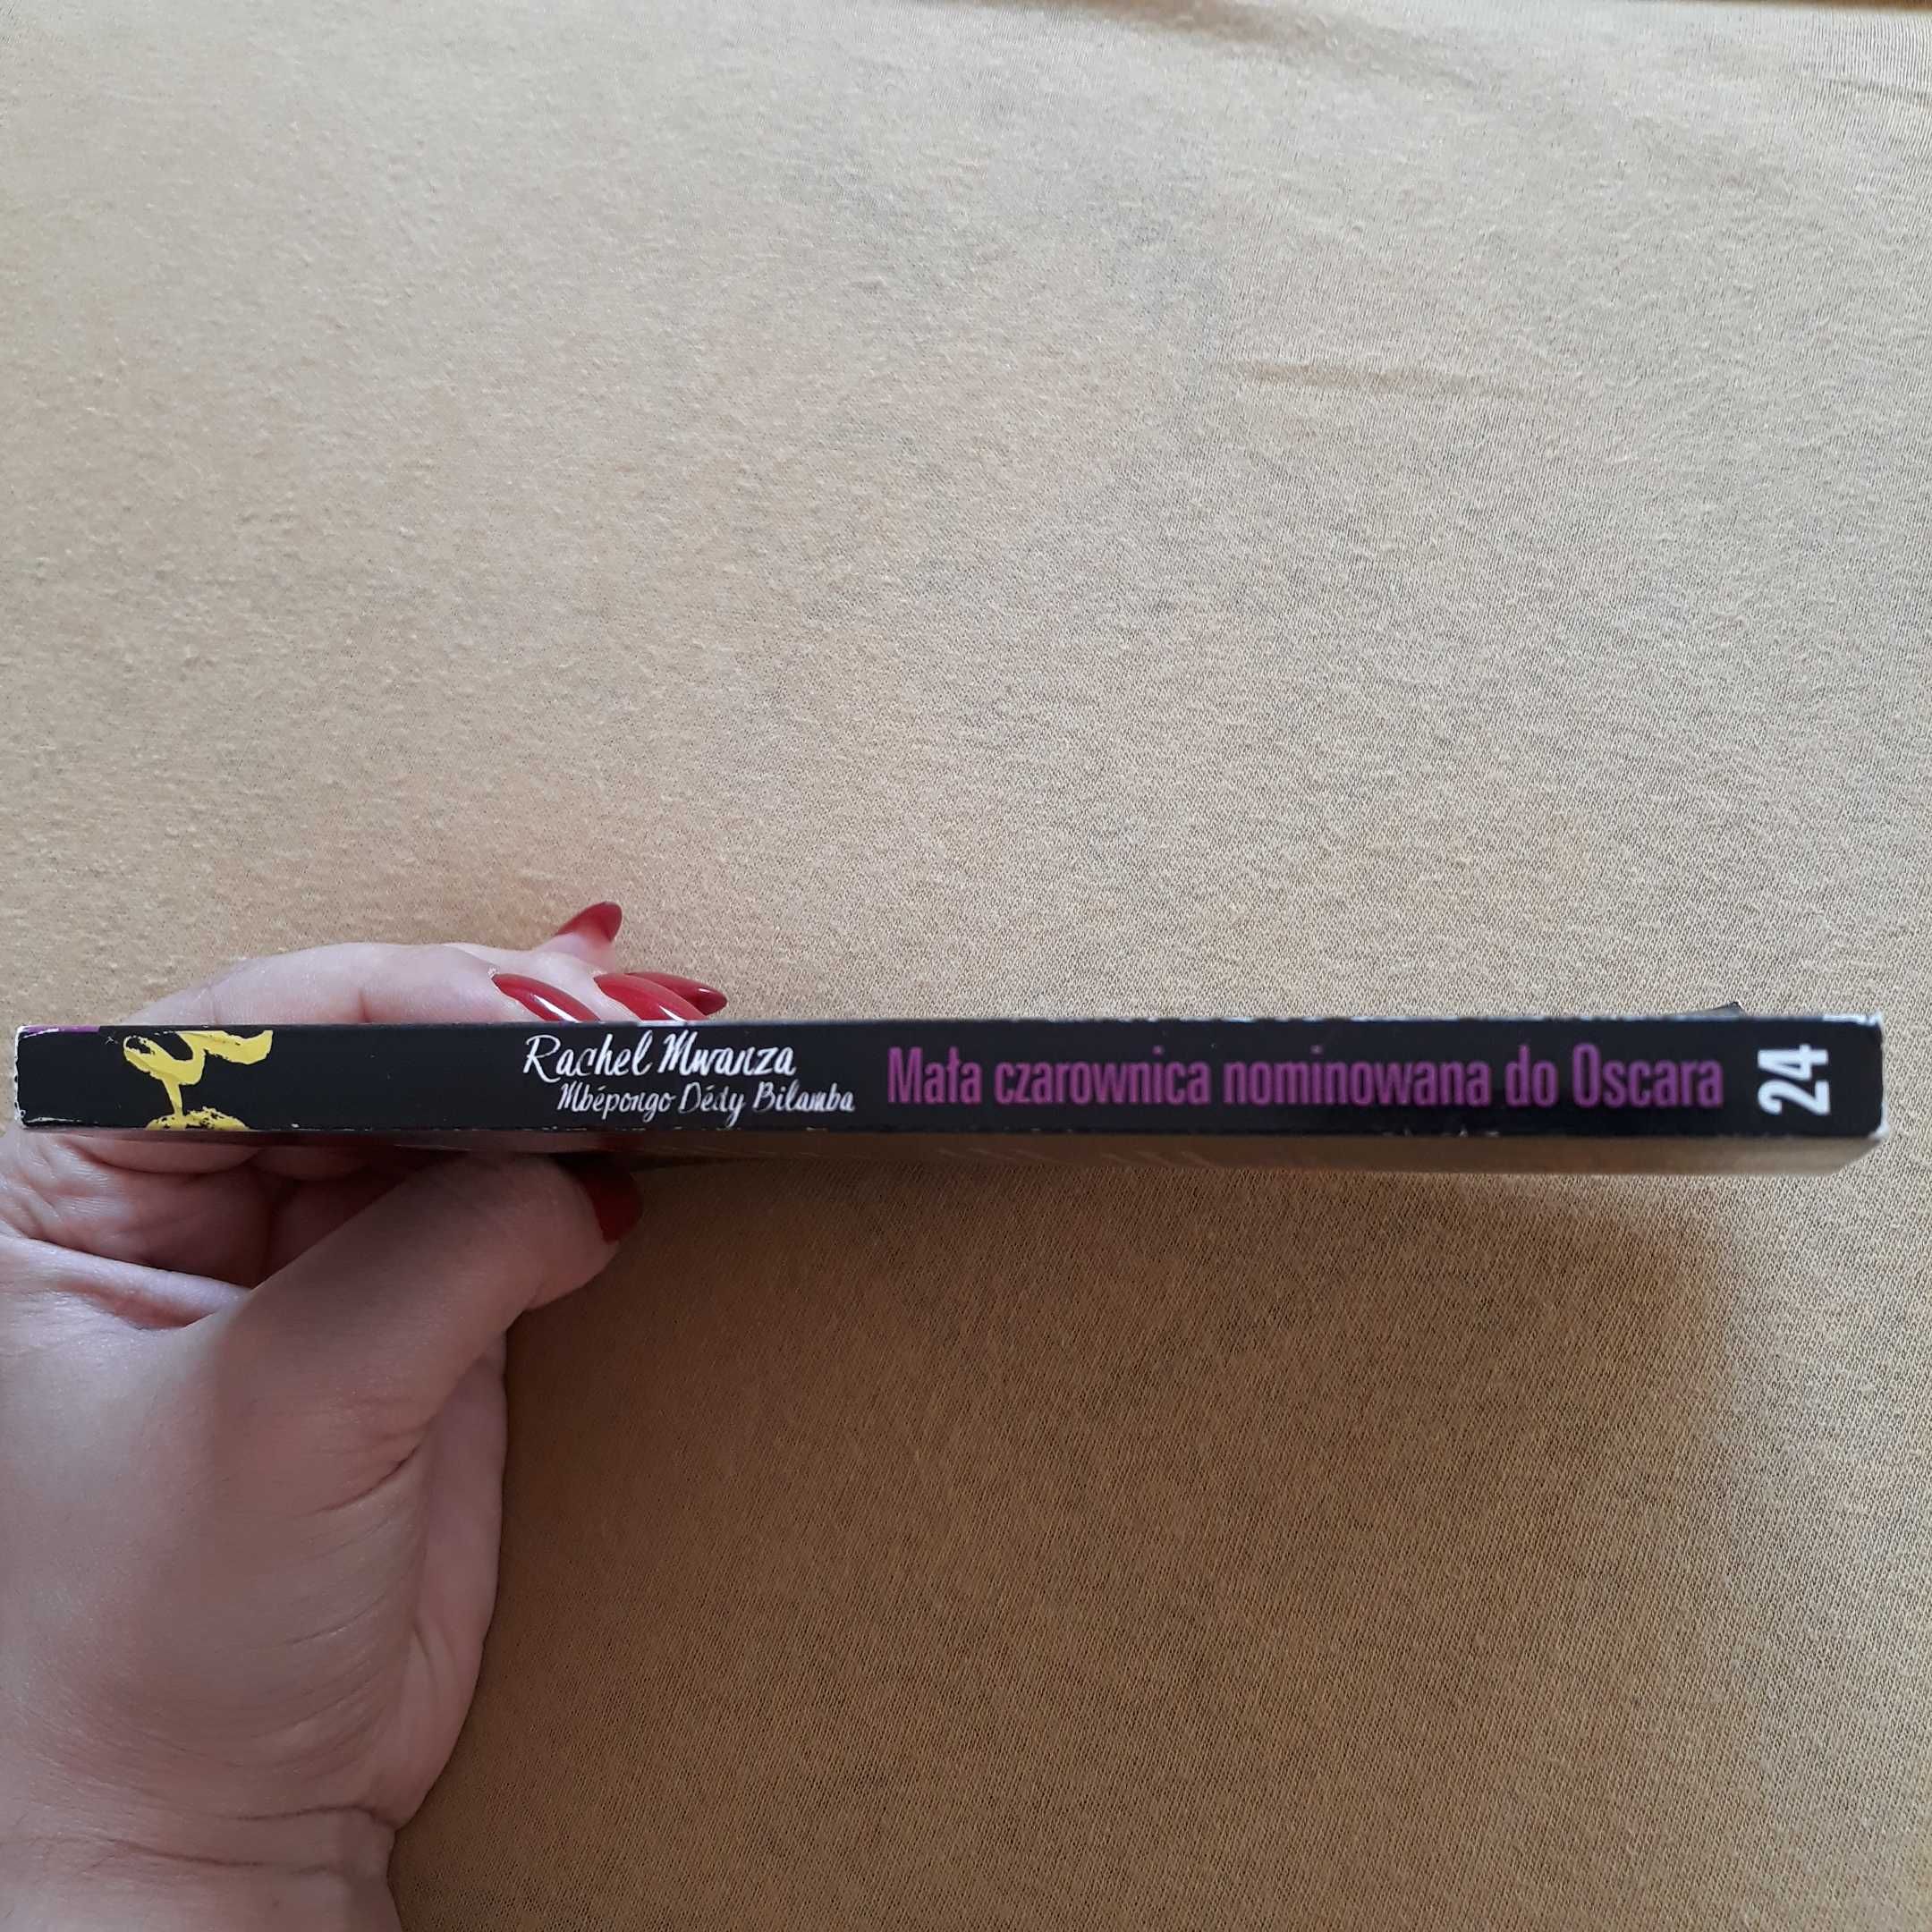 Rachel Mwanza
Mbépongo Dédy Bilamba
Mała czarownica nominowana do Oscara
24